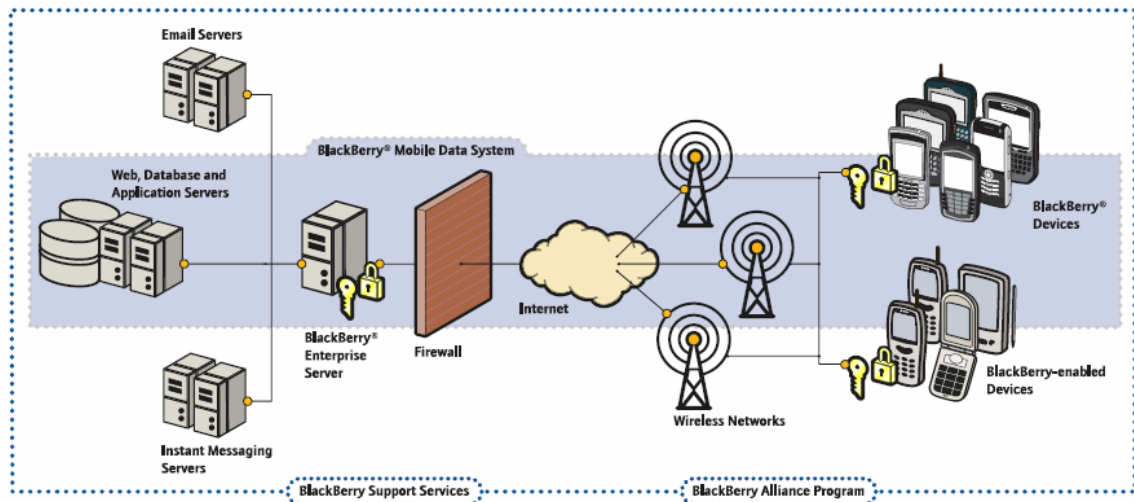 Email Servers
BlackBerry® Mobile Data System
Web, Database and
Application Servers
BlackBerry®
Devices
Internet
BlackBerry®
Enterprise
Server
Firewall
BlackBerry-enabled
Devices
Wireless Networks
Instant Messaging
Servers
BlackBerry Support Services
BlackBerry Alliance Program